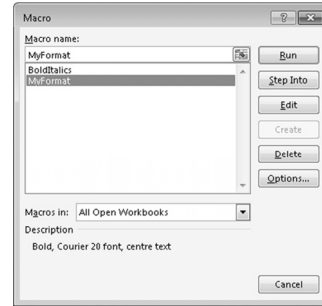 Macro
Macro name:
MyFormat
BoldItalics
MyFormat
Run
Step Into
Edit
Create
Delete
Options...
Macros in: All Open Workbooks
Description
Bold, Courier 20 font, centre text
Cancel